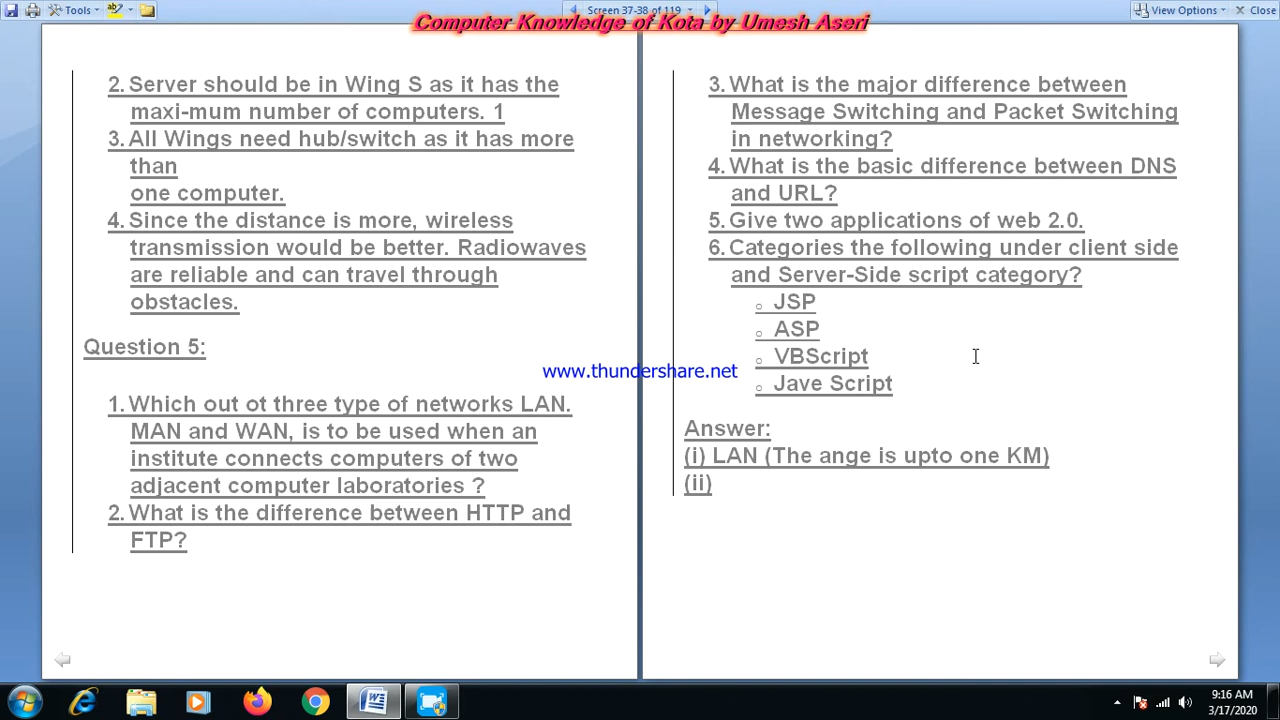 Tools
Screen 37-38 of 119
View Options
Close
Computer Knowledge of Kota by Umesh Aseri
2. Server should be in Wing S as it has the
maxi-mum number of computers. 1
3. All Wings need hub/switch as it has more
than
one computer.
4. Since the distance is more, wireless
transmission would be better. Radiowaves
are reliable and can travel through
obstacles.
Question 5:
1. Which out ot three type of networks LAN.
MAN and WAN, is to be used when an
institute connects computers of two
adjacent computer laboratories ?
2. What is the difference between HTTP and
FTP?
3. What is the major difference between
Message Switching and Packet Switching
in networking?
4. What is the basic difference between DNS
and URL?
5. Give two applications of web 2.0.
6. Categories the following under client side
and Server-Side script category?
o JSP
o ASP
o VBScript
o Jave Script
Answer:
(i) LAN (The ange is upto one KM)
(ii)
www.thundershare.net
9:16 AM
3/17/2020